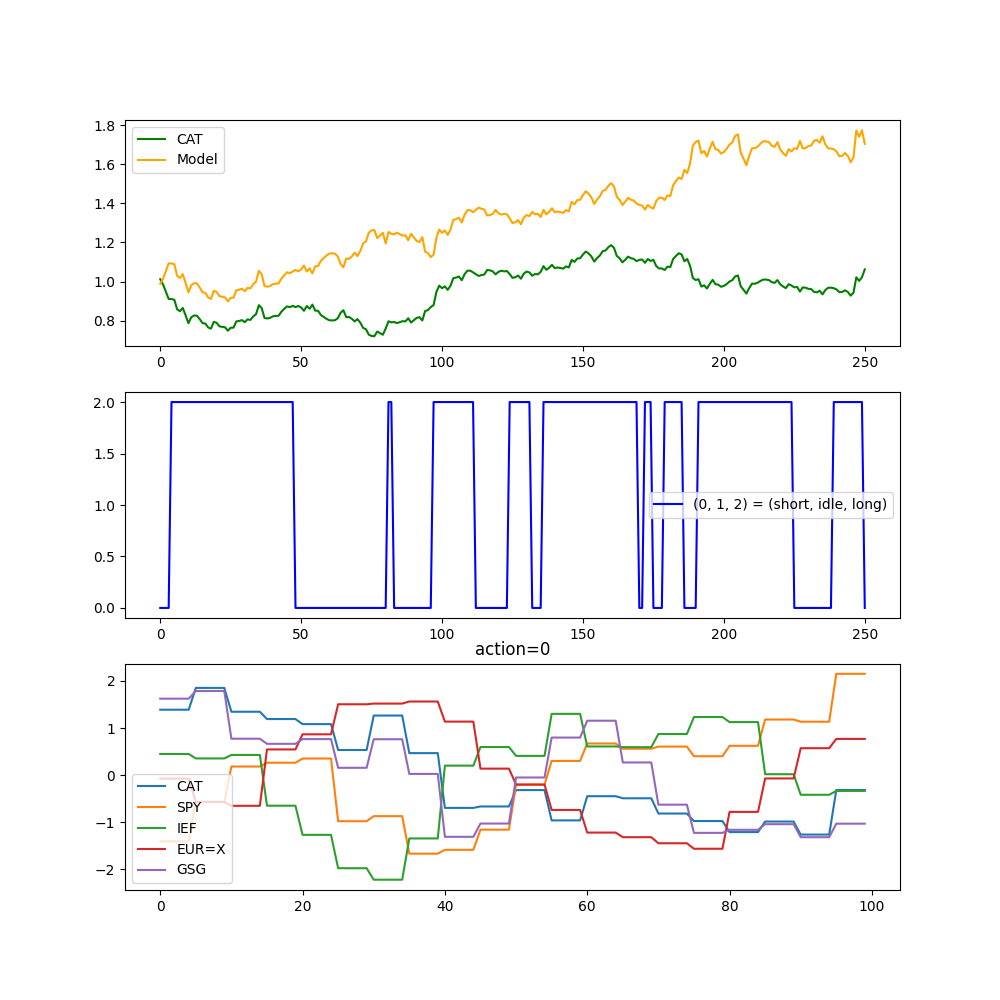 1.8
1.6
1.4
1.2
1.0
0.8
CAT
Model
0 50 100 150 200 250
2.0
1.5
1.0
0.5
0.0
(0, 1, 2) = (short, idle, long)
0 50 100 150 200 250
action=0
2
1
0
−1
−2
CAT
SPY
IEF
EUR=X
GSG
0 20 40 60 80 100